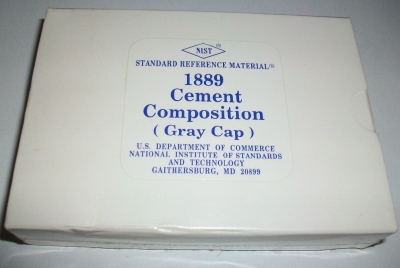 NIST®
STANDARD REFERENCE MATERIAL®
1889
Cement
Composition
( Gray Cap )
U.S. DEPARTMENT OF COMMERCE
NATIONAL INSTITUTE OF STANDARDS
AND TECHNOLOGY
GAITHERSBURG, MD 20899